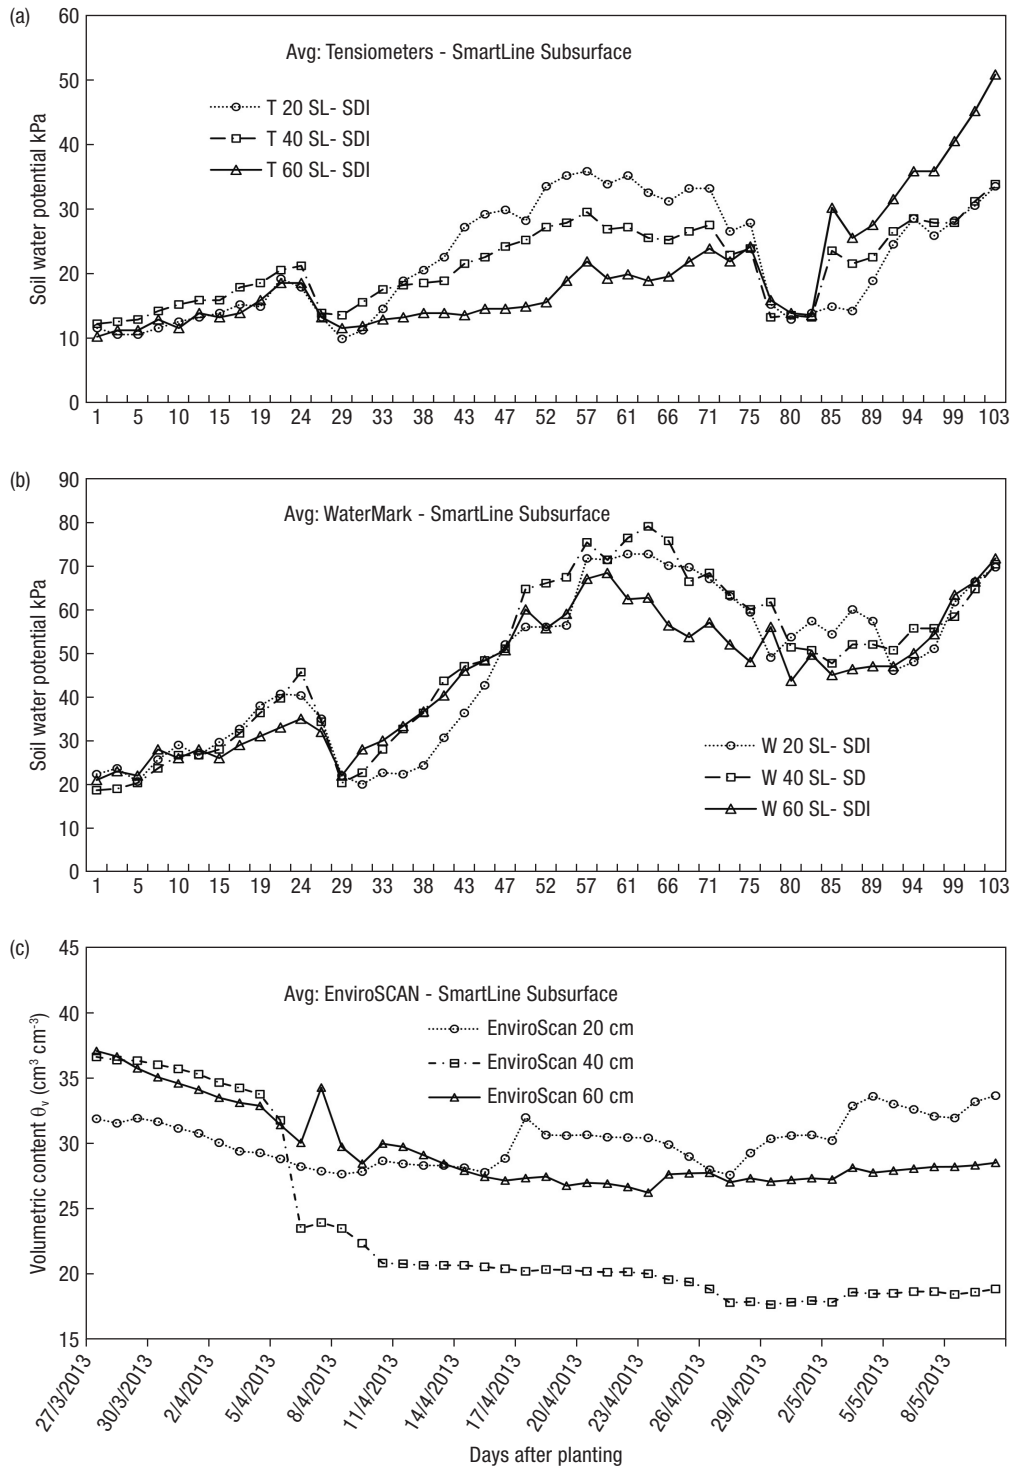 (a)
60
50
40
30
20
10
0
Soil water potential kPa
Avg: Tensiometers - SmartLine Subsurface
T 20 SL- SDI
T 40 SL- SDI
T 60 SL- SDI
1 5 10 15 19 24 29 33 38 43 47 52 57 61 66 71 76 80 85 89 94 99 103
(b)
90
80
70
60
50
40
30
20
10
0
Soil water potential kPa
Avg: WaterMark - SmartLine Subsurface
W 20 SL- SDI
W 40 SL- SD
W 60 SL- SDI
1 5 10 15 19 24 29 33 38 43 47 52 57 61 66 71 76 80 85 89 94 99 103
(c)
45
40
35
30
25
20
15
Volumetric content θv (cm³ cm⁻³)
Avg: EnviroSCAN - SmartLine Subsurface
EnviroScan 20 cm
EnviroScan 40 cm
EnviroScan 60 cm
27/3/2013
30/3/2013
2/4/2013
5/4/2013
8/4/2013
11/4/2013
14/4/2013
17/4/2013
20/4/2013
23/4/2013
26/4/2013
29/4/2013
2/5/2013
5/5/2013
8/5/2013
Days after planting